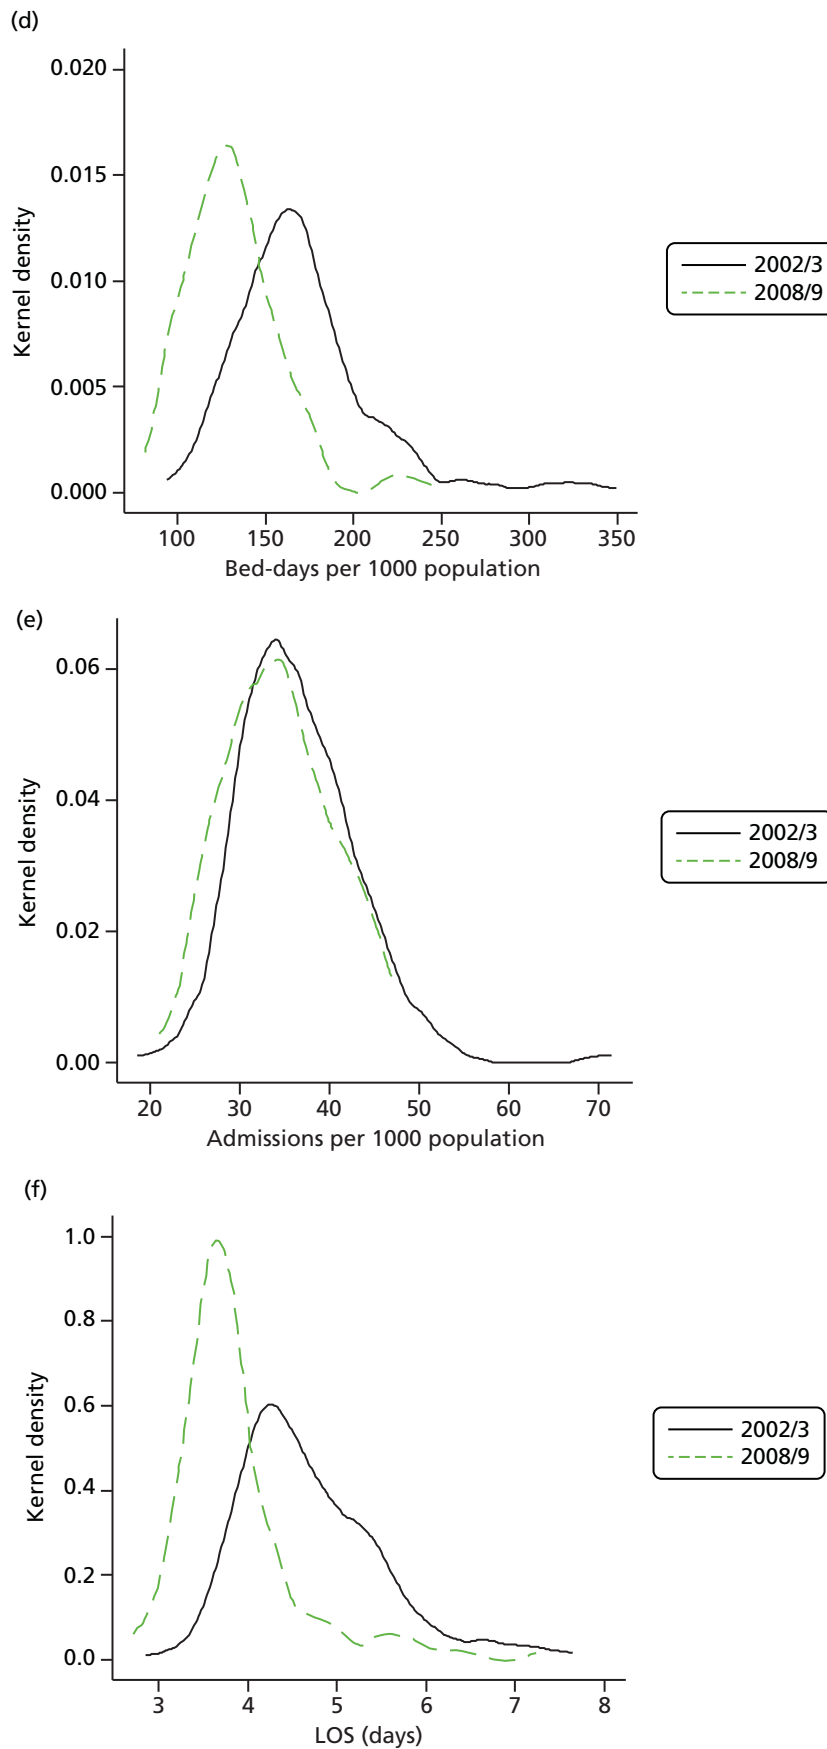 (d)
0.020
0.015
0.010
0.005
0.000
Kernel density
100 150 200 250 300 350
Bed-days per 1000 population
2002/3
2008/9
(e)
0.06
0.04
0.02
0.00
Kernel density
20 30 40 50 60 70
Admissions per 1000 population
2002/3
2008/9
(f)
1.0
0.8
0.6
0.4
0.2
0.0
Kernel density
3 4 5 6 7 8
LOS (days)
2002/3
2008/9